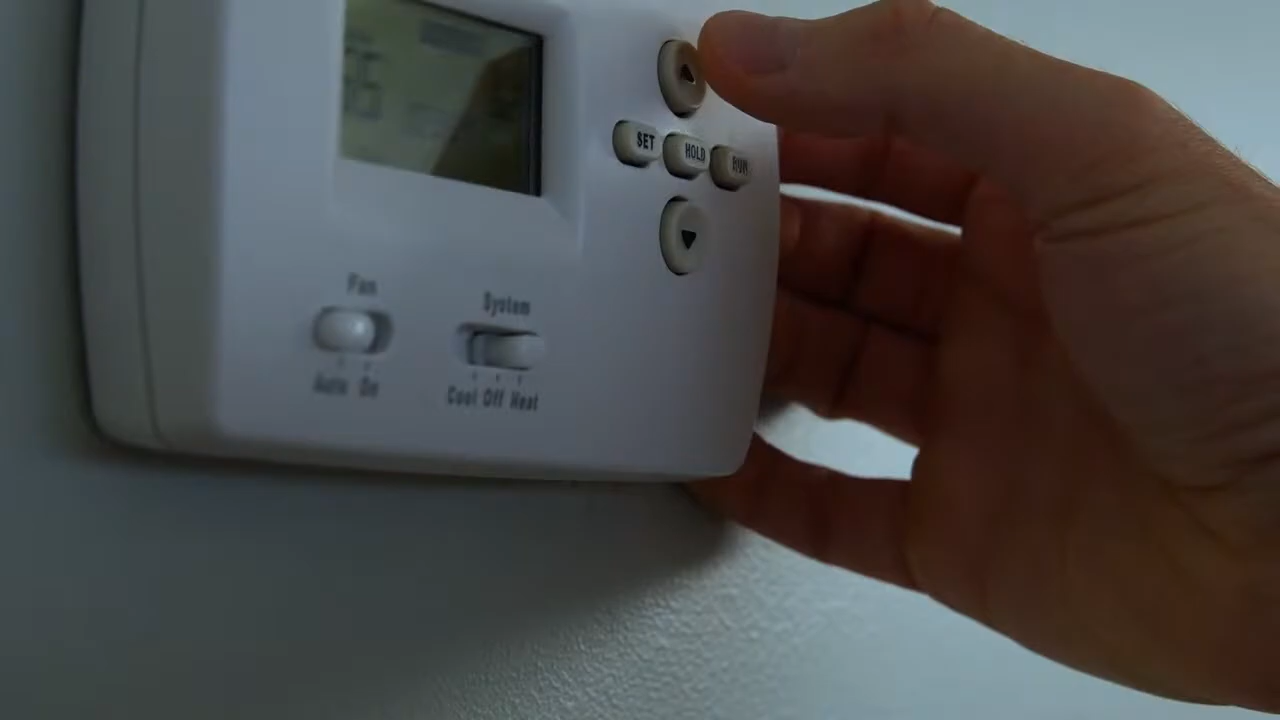 SET HOLD RUN
Fan
System
Auto On
Cool Off Heat